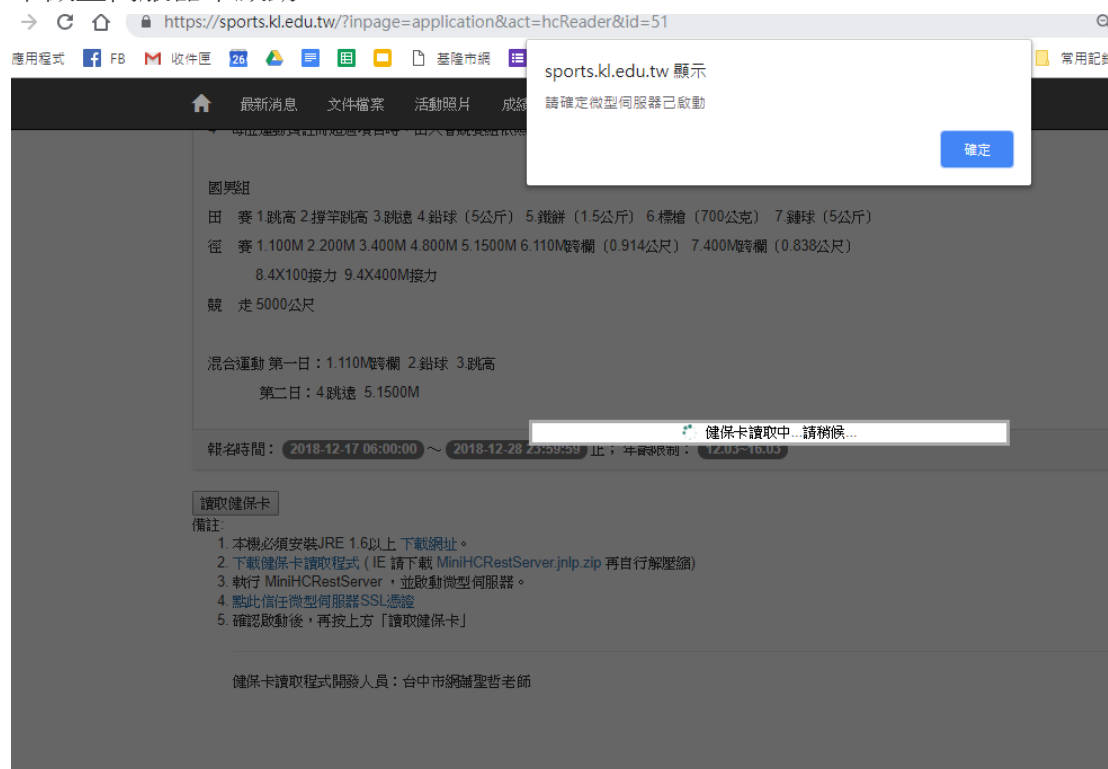 https://sports.kl.edu.tw/?inpage=application&act=hcReader&id=51
應用程式 FB 收件匣 26 基隆市網 常用記
sports.kl.edu.tw 顯示
請確定微型伺服器已啟動
確定
最新消息 文件檔案 活動照片 成
國男組
田 賽 1.跳高 2.撐竿跳高 3.跳遠 4.鉛球（5公斤） 5.鐵餅（1.5公斤） 6.標槍（700公克） 7.鏈球（5公斤）
徑 賽 1.100M 2.200M 3.400M 4.800M 5.1500M 6.110M跨欄（0.914公尺） 7.400M跨欄（0.838公尺）
8.4X100接力 9.4X400M接力
競 走 5000公尺
混合運動 第一日：1.110M跨欄 2.鉛球 3.跳高
第二日：4.跳遠 5.1500M
健保卡讀取中...請稍候...
報名時間： 2018-12-17 06:00:00 ～ 2018-12-28 23:59:59 止； 年齡限制： 12.03~16.03
讀取健保卡
備註:
1. 本機必須安裝JRE 1.6以上 下載網址。
2. 下載健保卡讀取程式 ( IE 請下載 MiniHCRestServer.jnlp.zip 再自行解壓縮)
3. 執行 MiniHCRestServer ，並啟動微型伺服器。
4. 點此信任微型伺服器SSL憑證
5. 確認啟動後，再按上方「讀取健保卡」
健保卡讀取程式開發人員：台中市網 聖哲老師